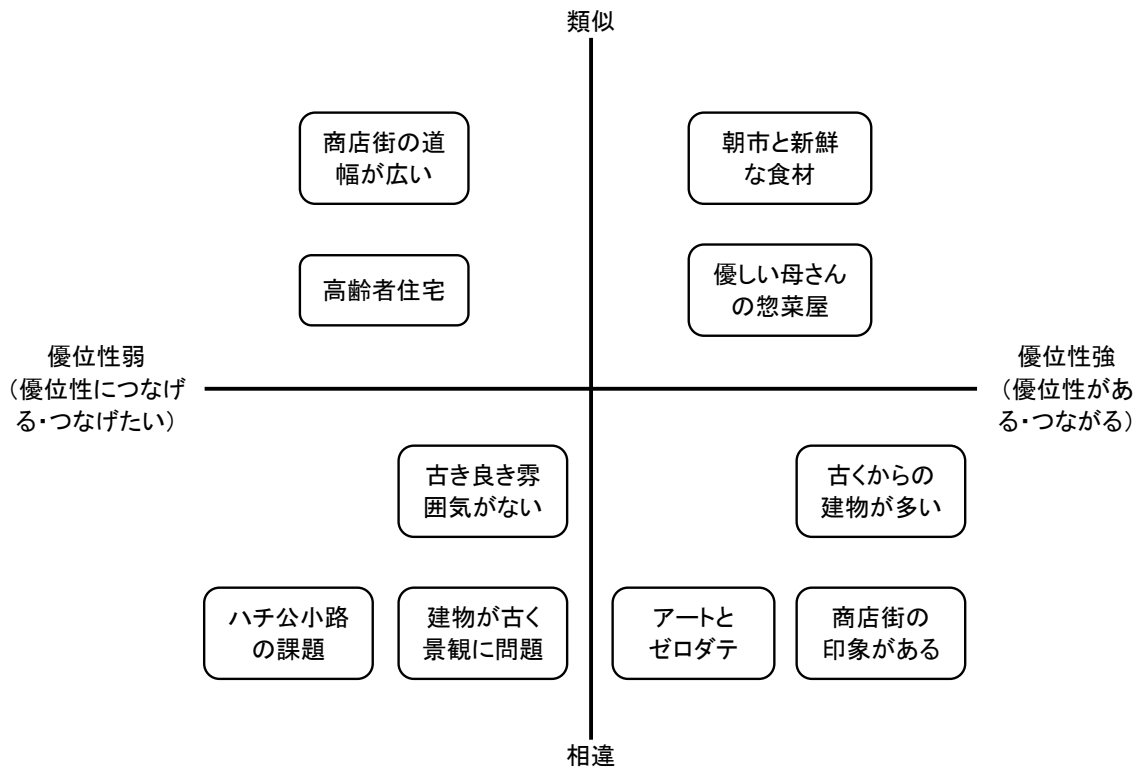 類似
商店街の道
幅が広い
朝市と新鮮
な食材
高齢者住宅
優しい母さん
の惣菜屋
優位性弱
（優位性につなげ
る・つなげたい）
優位性強
（優位性があ
る・つながる）
古き良き雰
囲気がない
古くからの
建物が多い
ハチ公小路
の課題
建物が古く
景観に問題
アートと
ゼロダテ
商店街の
印象がある
相違